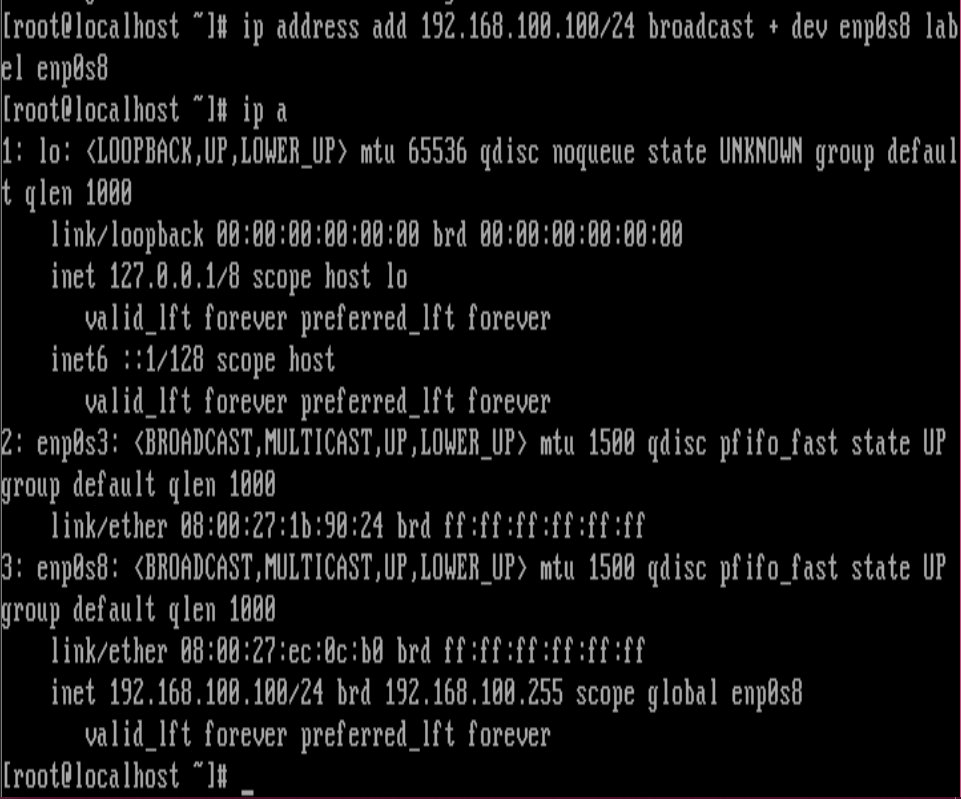 [root@localhost ~]# ip address add 192.168.100.100/24 broadcast + dev enp0s8 lab
el enp0s8
[root@localhost ~]# ip a
1: lo: <LOOPBACK,UP,LOWER_UP> mtu 65536 qdisc noqueue state UNKNOWN group defaul
t qlen 1000
    link/loopback 00:00:00:00:00:00 brd 00:00:00:00:00:00
    inet 127.0.0.1/8 scope host lo
       valid_lft forever preferred_lft forever
    inet6 ::1/128 scope host
       valid_lft forever preferred_lft forever
2: enp0s3: <BROADCAST,MULTICAST,UP,LOWER_UP> mtu 1500 qdisc pfifo_fast state UP
group default qlen 1000
    link/ether 08:00:27:1b:90:24 brd ff:ff:ff:ff:ff:ff
3: enp0s8: <BROADCAST,MULTICAST,UP,LOWER_UP> mtu 1500 qdisc pfifo_fast state UP
group default qlen 1000
    link/ether 08:00:27:ec:0c:b0 brd ff:ff:ff:ff:ff:ff
    inet 192.168.100.100/24 brd 192.168.100.255 scope global enp0s8
       valid_lft forever preferred_lft forever
[root@localhost ~]# _